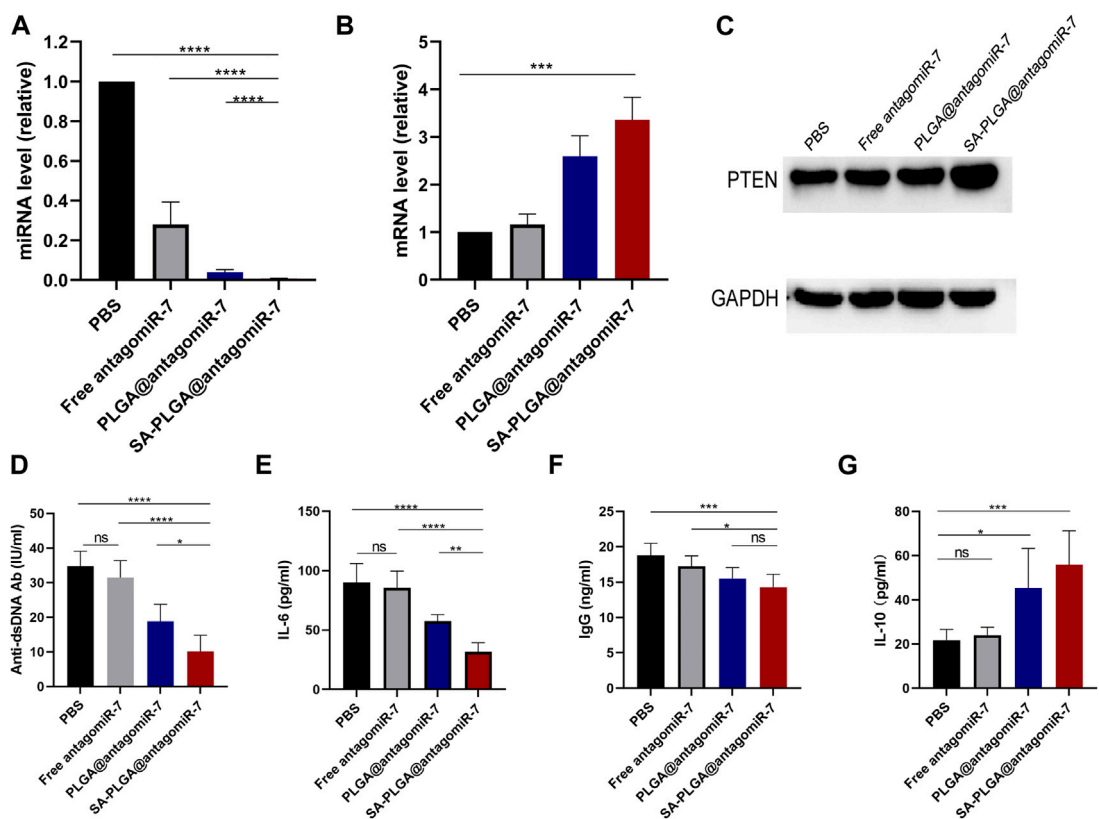 A
miRNA level (relative)
1.2
1.0
0.8
0.6
0.4
0.2
0.0
****
****
****
PBS
Free antagomiR-7
PLGA@antagomiR-7
SA-PLGA@antagomiR-7
B
mRNA level (relative)
5
4
3
2
1
0
***
PBS
Free antagomiR-7
PLGA@antagomiR-7
SA-PLGA@antagomiR-7
C
PBS
Free antagomiR-7
PLGA@antagomiR-7
SA-PLGA@antagomiR-7
PTEN
GAPDH
D
Anti-dsDNA Ab (IU/ml)
50
40
30
20
10
0
****
****
ns
*
PBS
Free antagomiR-7
PLGA@antagomiR-7
SA-PLGA@antagomiR-7
E
IL-6 (pg/ml)
150
100
50
0
****
****
ns
**
PBS
Free antagomiR-7
PLGA@antagomiR-7
SA-PLGA@antagomiR-7
F
IgG (ng/ml)
25
20
15
10
5
0
***
*
ns
PBS
Free antagomiR-7
PLGA@antagomiR-7
SA-PLGA@antagomiR-7
G
IL-10 (pg/ml)
80
60
40
20
0
***
*
ns
PBS
Free antagomiR-7
PLGA@antagomiR-7
SA-PLGA@antagomiR-7